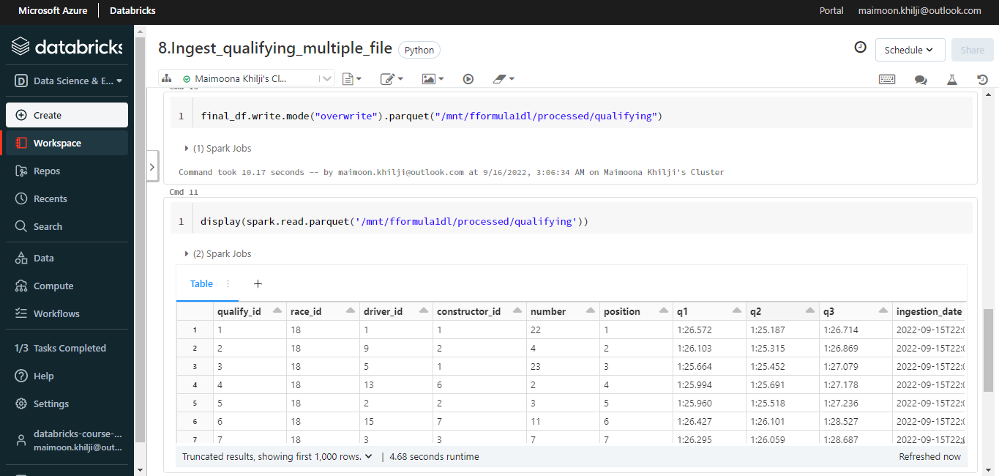 Microsoft Azure Databricks Portal maimoon.khilji@outlook.com
databricks
Data Science & E...
Create
Workspace
Repos
Recents
Search
Data
Compute
Workflows
1/3 Tasks Completed
Help
Settings
databricks-course-...
maimoon.khilji@out...
8.Ingest_qualifying_multiple_file Python Schedule Share
Maimoona Khilji's Cl...
Cmd 10
1 final_df.write.mode("overwrite").parquet("/mnt/fformula1dl/processed/qualifying")
(1) Spark Jobs
Command took 10.17 seconds -- by maimoon.khilji@outlook.com at 9/16/2022, 3:06:34 AM on Maimoona Khilji's Cluster
Cmd 11
1 display(spark.read.parquet('/mnt/fformula1dl/processed/qualifying'))
(2) Spark Jobs
Table +
qualify_id race_id driver_id constructor_id number position q1 q2 q3 ingestion_date
1 1 18 1 1 22 1 1:26.572 1:25.187 1:26.714 2022-09-15T22:
2 2 18 9 2 4 2 1:26.103 1:25.315 1:26.869 2022-09-15T22:
3 3 18 5 1 23 3 1:25.664 1:25.452 1:27.079 2022-09-15T22:
4 4 18 13 6 2 4 1:25.994 1:25.691 1:27.178 2022-09-15T22:
5 5 18 2 2 3 5 1:25.960 1:25.518 1:27.236 2022-09-15T22:
6 6 18 15 7 11 6 1:26.427 1:26.101 1:28.527 2022-09-15T22:
7 7 18 3 3 7 7 1:26.295 1:26.059 1:28.687 2022-09-15T22:
Truncated results, showing first 1,000 rows. | 4.68 seconds runtime Refreshed now